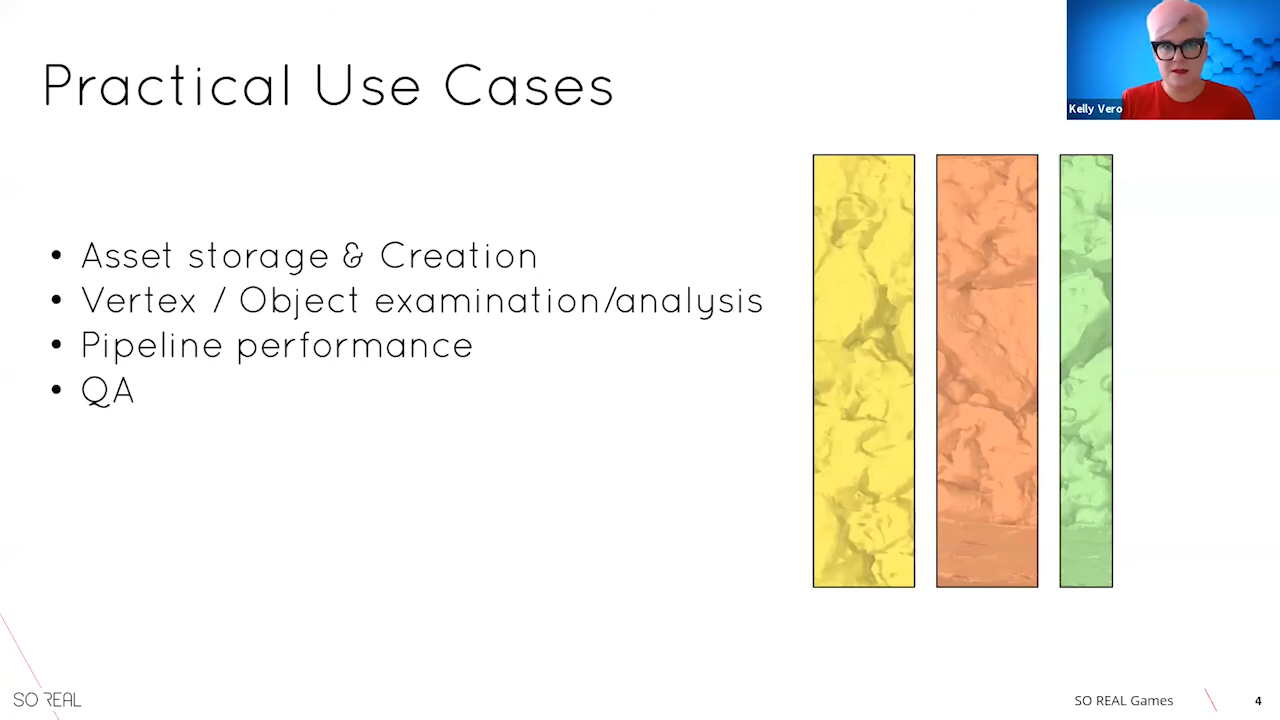 Practical Use Cases
Kelly Vero
• Asset storage & Creation
• Vertex / Object examination/analysis
• Pipeline performance
• QA
SO REAL
SO REAL Games
4